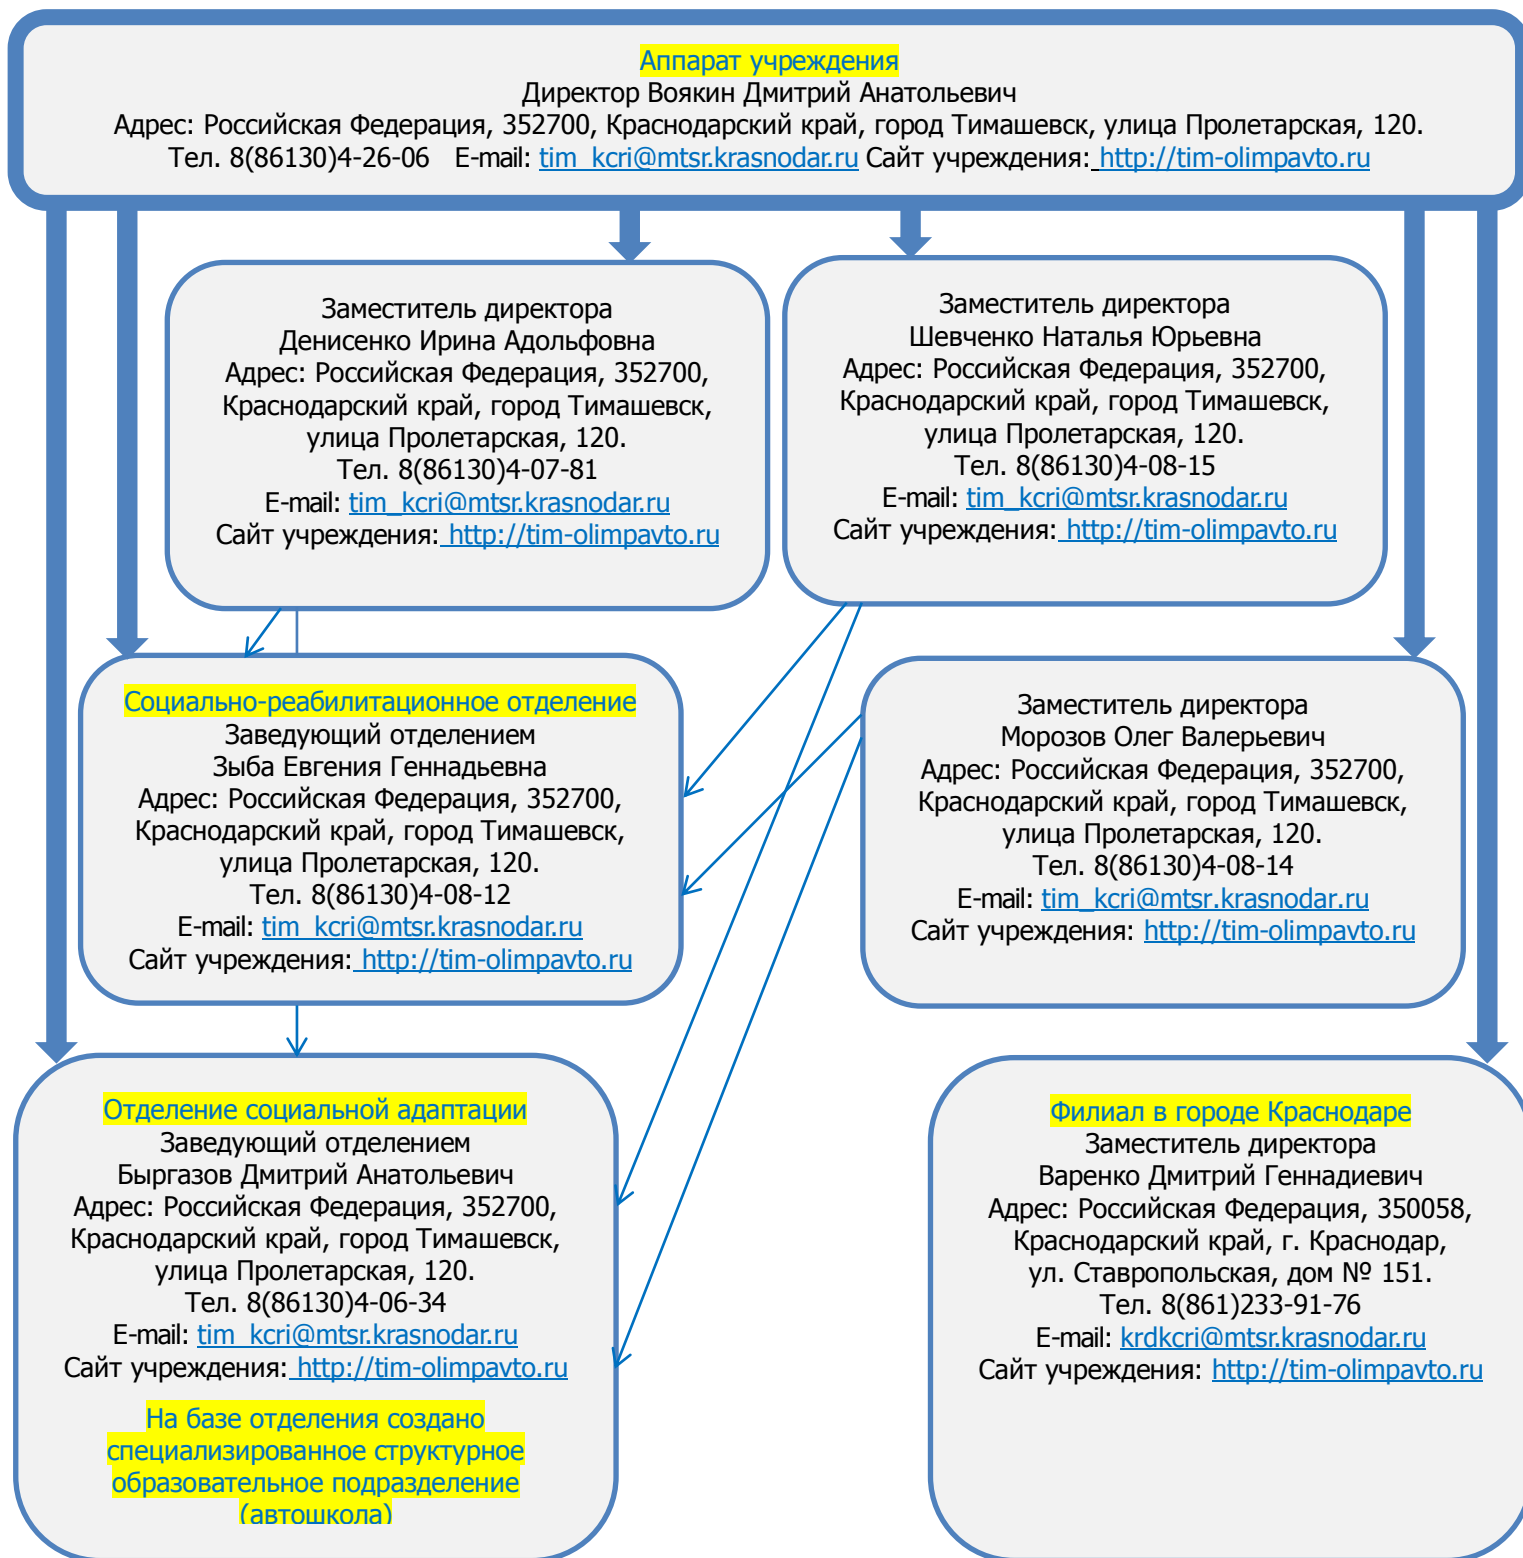 Аппарат учреждения
Директор Воякин Дмитрий Анатольевич
Адрес: Российская Федерация, 352700, Краснодарский край, город Тимашевск, улица Пролетарская, 120.
Тел. 8(86130)4-26-06 E-mail: tim_kcri@mtsr.krasnodar.ru Сайт учреждения: http://tim-olimpavto.ru
Заместитель директора
Денисенко Ирина Адольфовна
Адрес: Российская Федерация, 352700,
Краснодарский край, город Тимашевск,
улица Пролетарская, 120.
Тел. 8(86130)4-07-81
E-mail: tim_kcri@mtsr.krasnodar.ru
Сайт учреждения: http://tim-olimpavto.ru
Заместитель директора
Шевченко Наталья Юрьевна
Адрес: Российская Федерация, 352700,
Краснодарский край, город Тимашевск,
улица Пролетарская, 120.
Тел. 8(86130)4-08-15
E-mail: tim_kcri@mtsr.krasnodar.ru
Сайт учреждения: http://tim-olimpavto.ru
Социально-реабилитационное отделение
Заведующий отделением
Зыба Евгения Геннадьевна
Адрес: Российская Федерация, 352700,
Краснодарский край, город Тимашевск,
улица Пролетарская, 120.
Тел. 8(86130)4-08-12
E-mail: tim_kcri@mtsr.krasnodar.ru
Сайт учреждения: http://tim-olimpavto.ru
Заместитель директора
Морозов Олег Валерьевич
Адрес: Российская Федерация, 352700,
Краснодарский край, город Тимашевск,
улица Пролетарская, 120.
Тел. 8(86130)4-08-14
E-mail: tim_kcri@mtsr.krasnodar.ru
Сайт учреждения: http://tim-olimpavto.ru
Отделение социальной адаптации
Заведующий отделением
Быргазов Дмитрий Анатольевич
Адрес: Российская Федерация, 352700,
Краснодарский край, город Тимашевск,
улица Пролетарская, 120.
Тел. 8(86130)4-06-34
E-mail: tim_kcri@mtsr.krasnodar.ru
Сайт учреждения: http://tim-olimpavto.ru
На базе отделения создано
специализированное структурное
образовательное подразделение
(автошкола)
Филиал в городе Краснодаре
Заместитель директора
Варенко Дмитрий Геннадиевич
Адрес: Российская Федерация, 350058,
Краснодарский край, г. Краснодар,
ул. Ставропольская, дом № 151.
Тел. 8(861)233-91-76
E-mail: krdkcri@mtsr.krasnodar.ru
Сайт учреждения: http://tim-olimpavto.ru